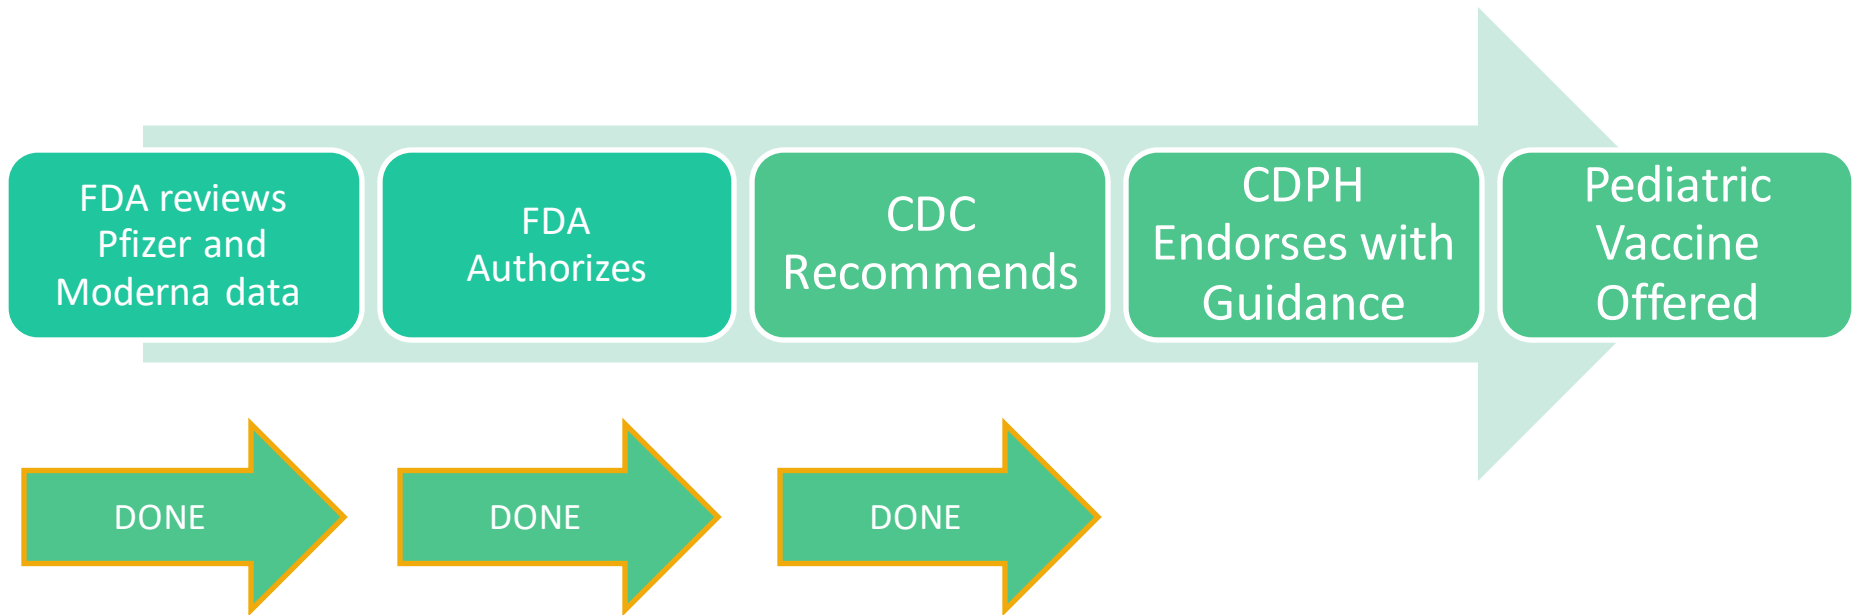 FDA reviews
Pfizer and
Moderna data
FDA
Authorizes
CDC
Recommends
CDPH
Endorses with
Guidance
Pediatric
Vaccine
Offered
DONE
DONE
DONE